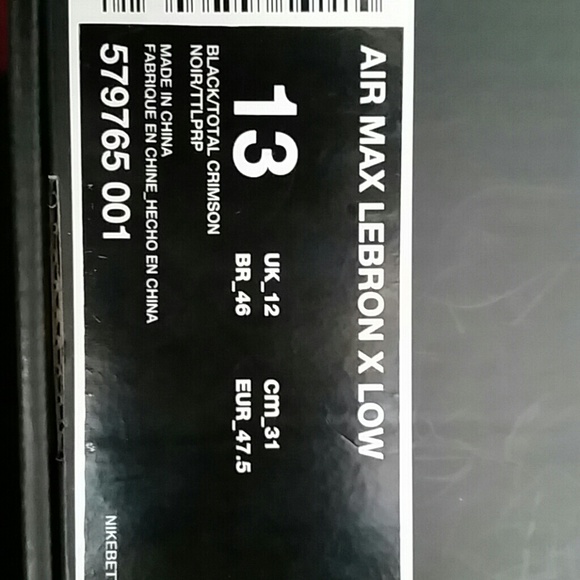 AIR MAX LEBRON X LOW
13
UK_12 cm_31
BR_46 EUR_47.5
BLACK/TOTAL CRIMSON
NOIR/TTLPRP
MADE IN CHINA
FABRIQUE EN CHINE_HECHO EN CHINA
579765 001
NIKEBET